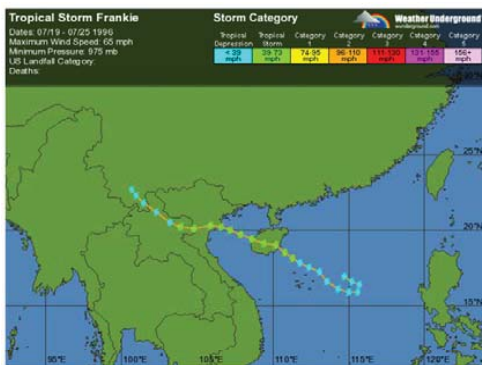 Tropical Storm Frankie
Dates: 07/19 - 07/25 1996
Maximum Wind Speed: 65 mph
Minimum Pressure: 975 mb
US Landfall Category:
Deaths:
Storm Category
Weather Underground
wunderground.com
Tropical Depression
Tropical Storm
Category 1
Category 2
Category 3
Category 4
Category 5
< 39 mph
39-73 mph
74-95 mph
96-110 mph
111-130 mph
131-155 mph
156+ mph
25°N
20°N
15°N
95°E
100°E
105°E
110°E
115°E
120°E